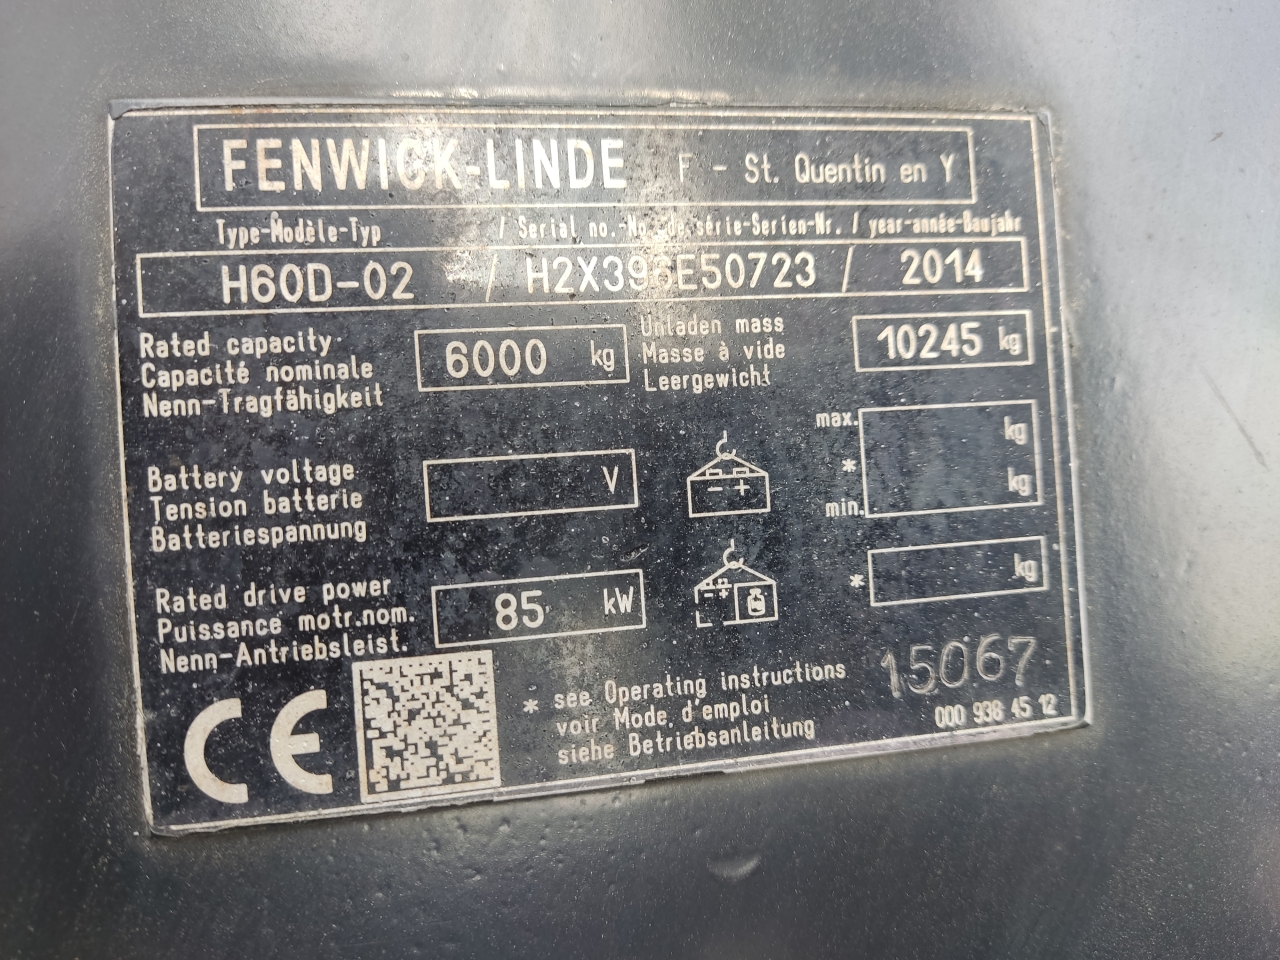 FENWICK-LINDE F - St. Quentin en Y
Type-Modèle-Typ / Serial no.-No. de série-Serien-Nr. / year-année-Baujahr
H60D-02 - / H2X396E50723 / 2014
Rated capacity
Capacité nominale
Nenn-Tragfähigkeit
6000 kg
Unladen mass
Masse à vide
Leergewicht
10245 kg
Battery voltage
Tension batterie
Batteriespannung
V
- +
max. kg
* kg
min.
Rated drive power
Puissance motr.nom.
Nenn-Antriebsleist.
85 kW
- +
* kg
CE
* see Operating instructions
voir Mode d'emploi
siehe Betriebsanleitung
15067
000 938 45 12